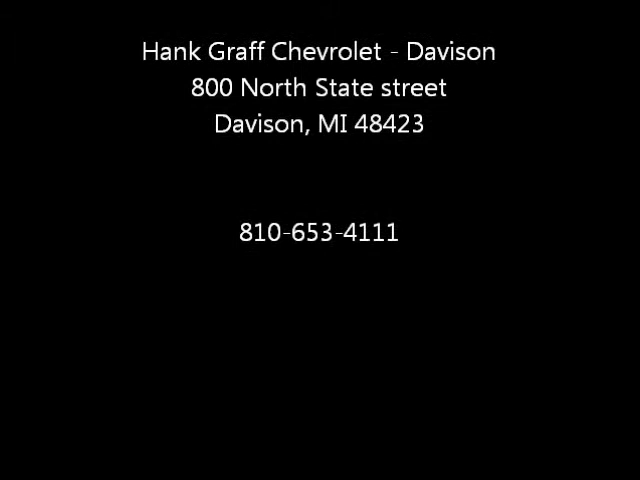 Hank Graff Chevrolet - Davison
800 North State street
Davison, MI 48423
810-653-4111